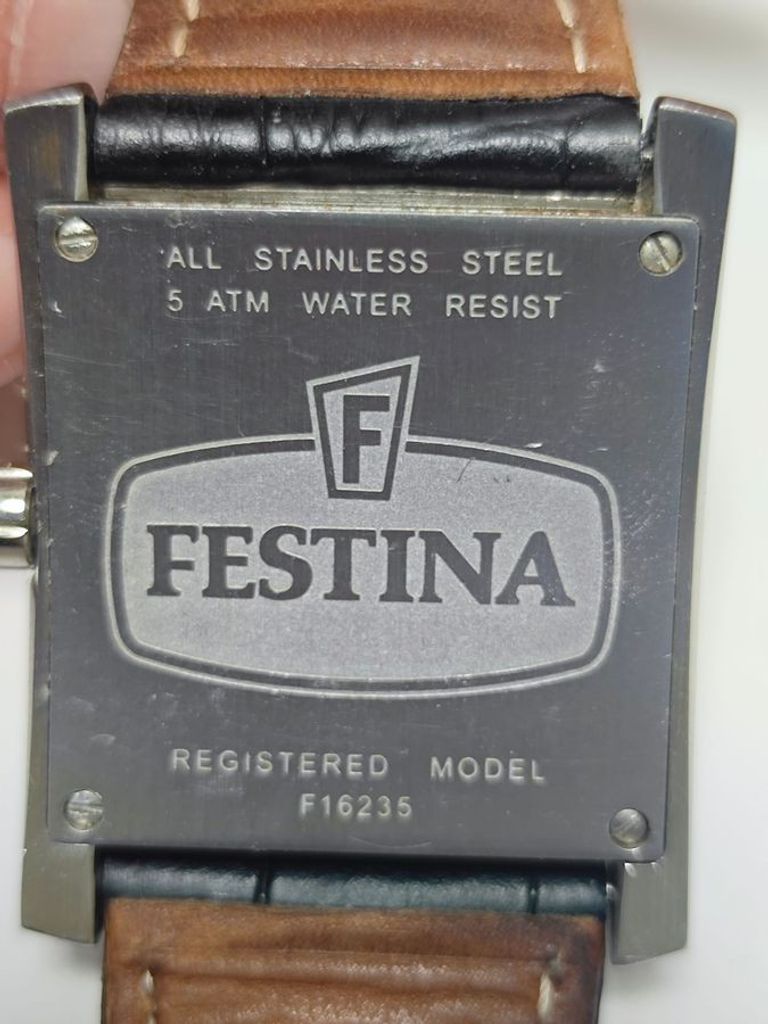 ALL STAINLESS STEEL
5 ATM WATER RESIST
F
FESTINA
REGISTERED MODEL
F16235